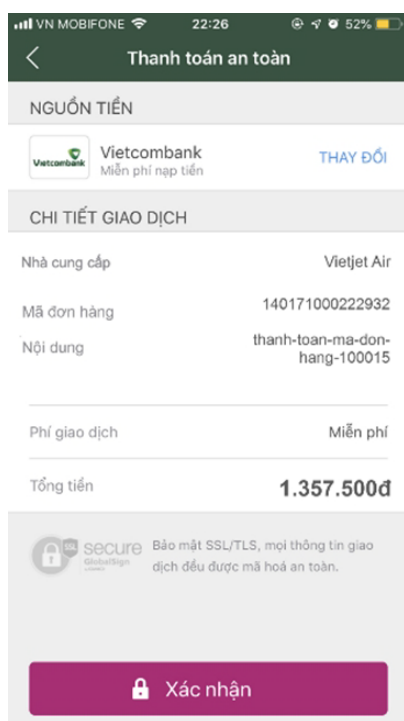 VN MOBIFONE 22:26 52%
Thanh toán an toàn
NGUỒN TIỀN
Vietcombank
Vietcombank THAY ĐỔI
Miễn phí nạp tiền
CHI TIẾT GIAO DỊCH
Nhà cung cấp Vietjet Air
Mã đơn hàng 140171000222932
Nội dung thanh-toan-ma-don-
hang-100015
Phí giao dịch Miễn phí
Tổng tiền 1.357.500đ
SSL secure Bảo mật SSL/TLS, mọi thông tin giao
GlobalSign dịch đều được mã hoá an toàn.
Xác nhận